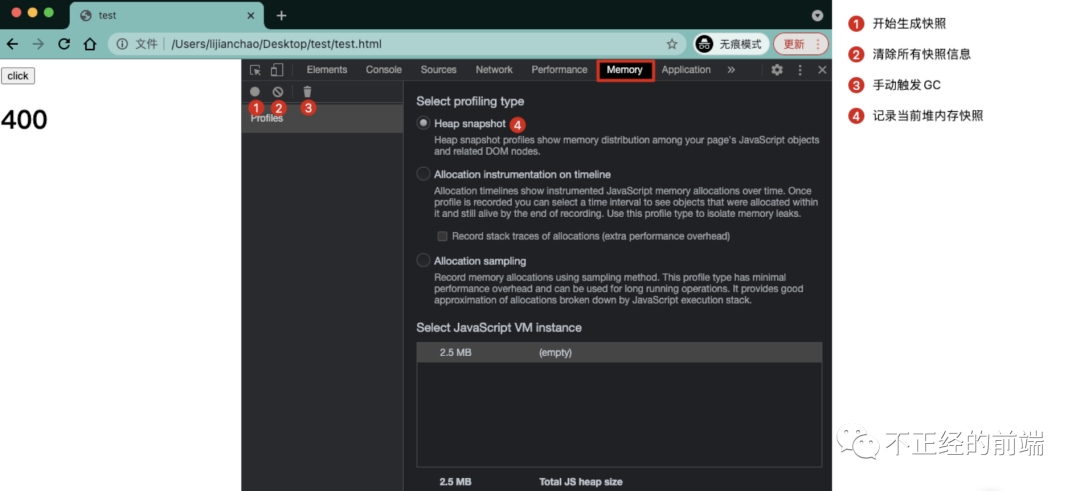 test
文件
/Users/lijianchao/Desktop/test/test.html
无痕模式
更新
click
400
Elements
Console
Sources
Network
Performance
Memory
Application
1
2
3
Profiles
Select profiling type
Heap snapshot 4
Heap snapshot profiles show memory distribution among your page's JavaScript objects
and related DOM nodes.
Allocation instrumentation on timeline
Allocation timelines show instrumented JavaScript memory allocations over time. Once
profile is recorded you can select a time interval to see objects that were allocated within
it and still alive by the end of recording. Use this profile type to isolate memory leaks.
Record stack traces of allocations (extra performance overhead)
Allocation sampling
Record memory allocations using sampling method. This profile type has minimal
performance overhead and can be used for long running operations. It provides good
approximation of allocations broken down by JavaScript execution stack.
Select JavaScript VM instance
2.5 MB (empty)
2.5 MB Total JS heap size
1 开始生成快照
2 清除所有快照信息
3 手动触发 GC
4 记录当前堆内存快照
不正经的前端